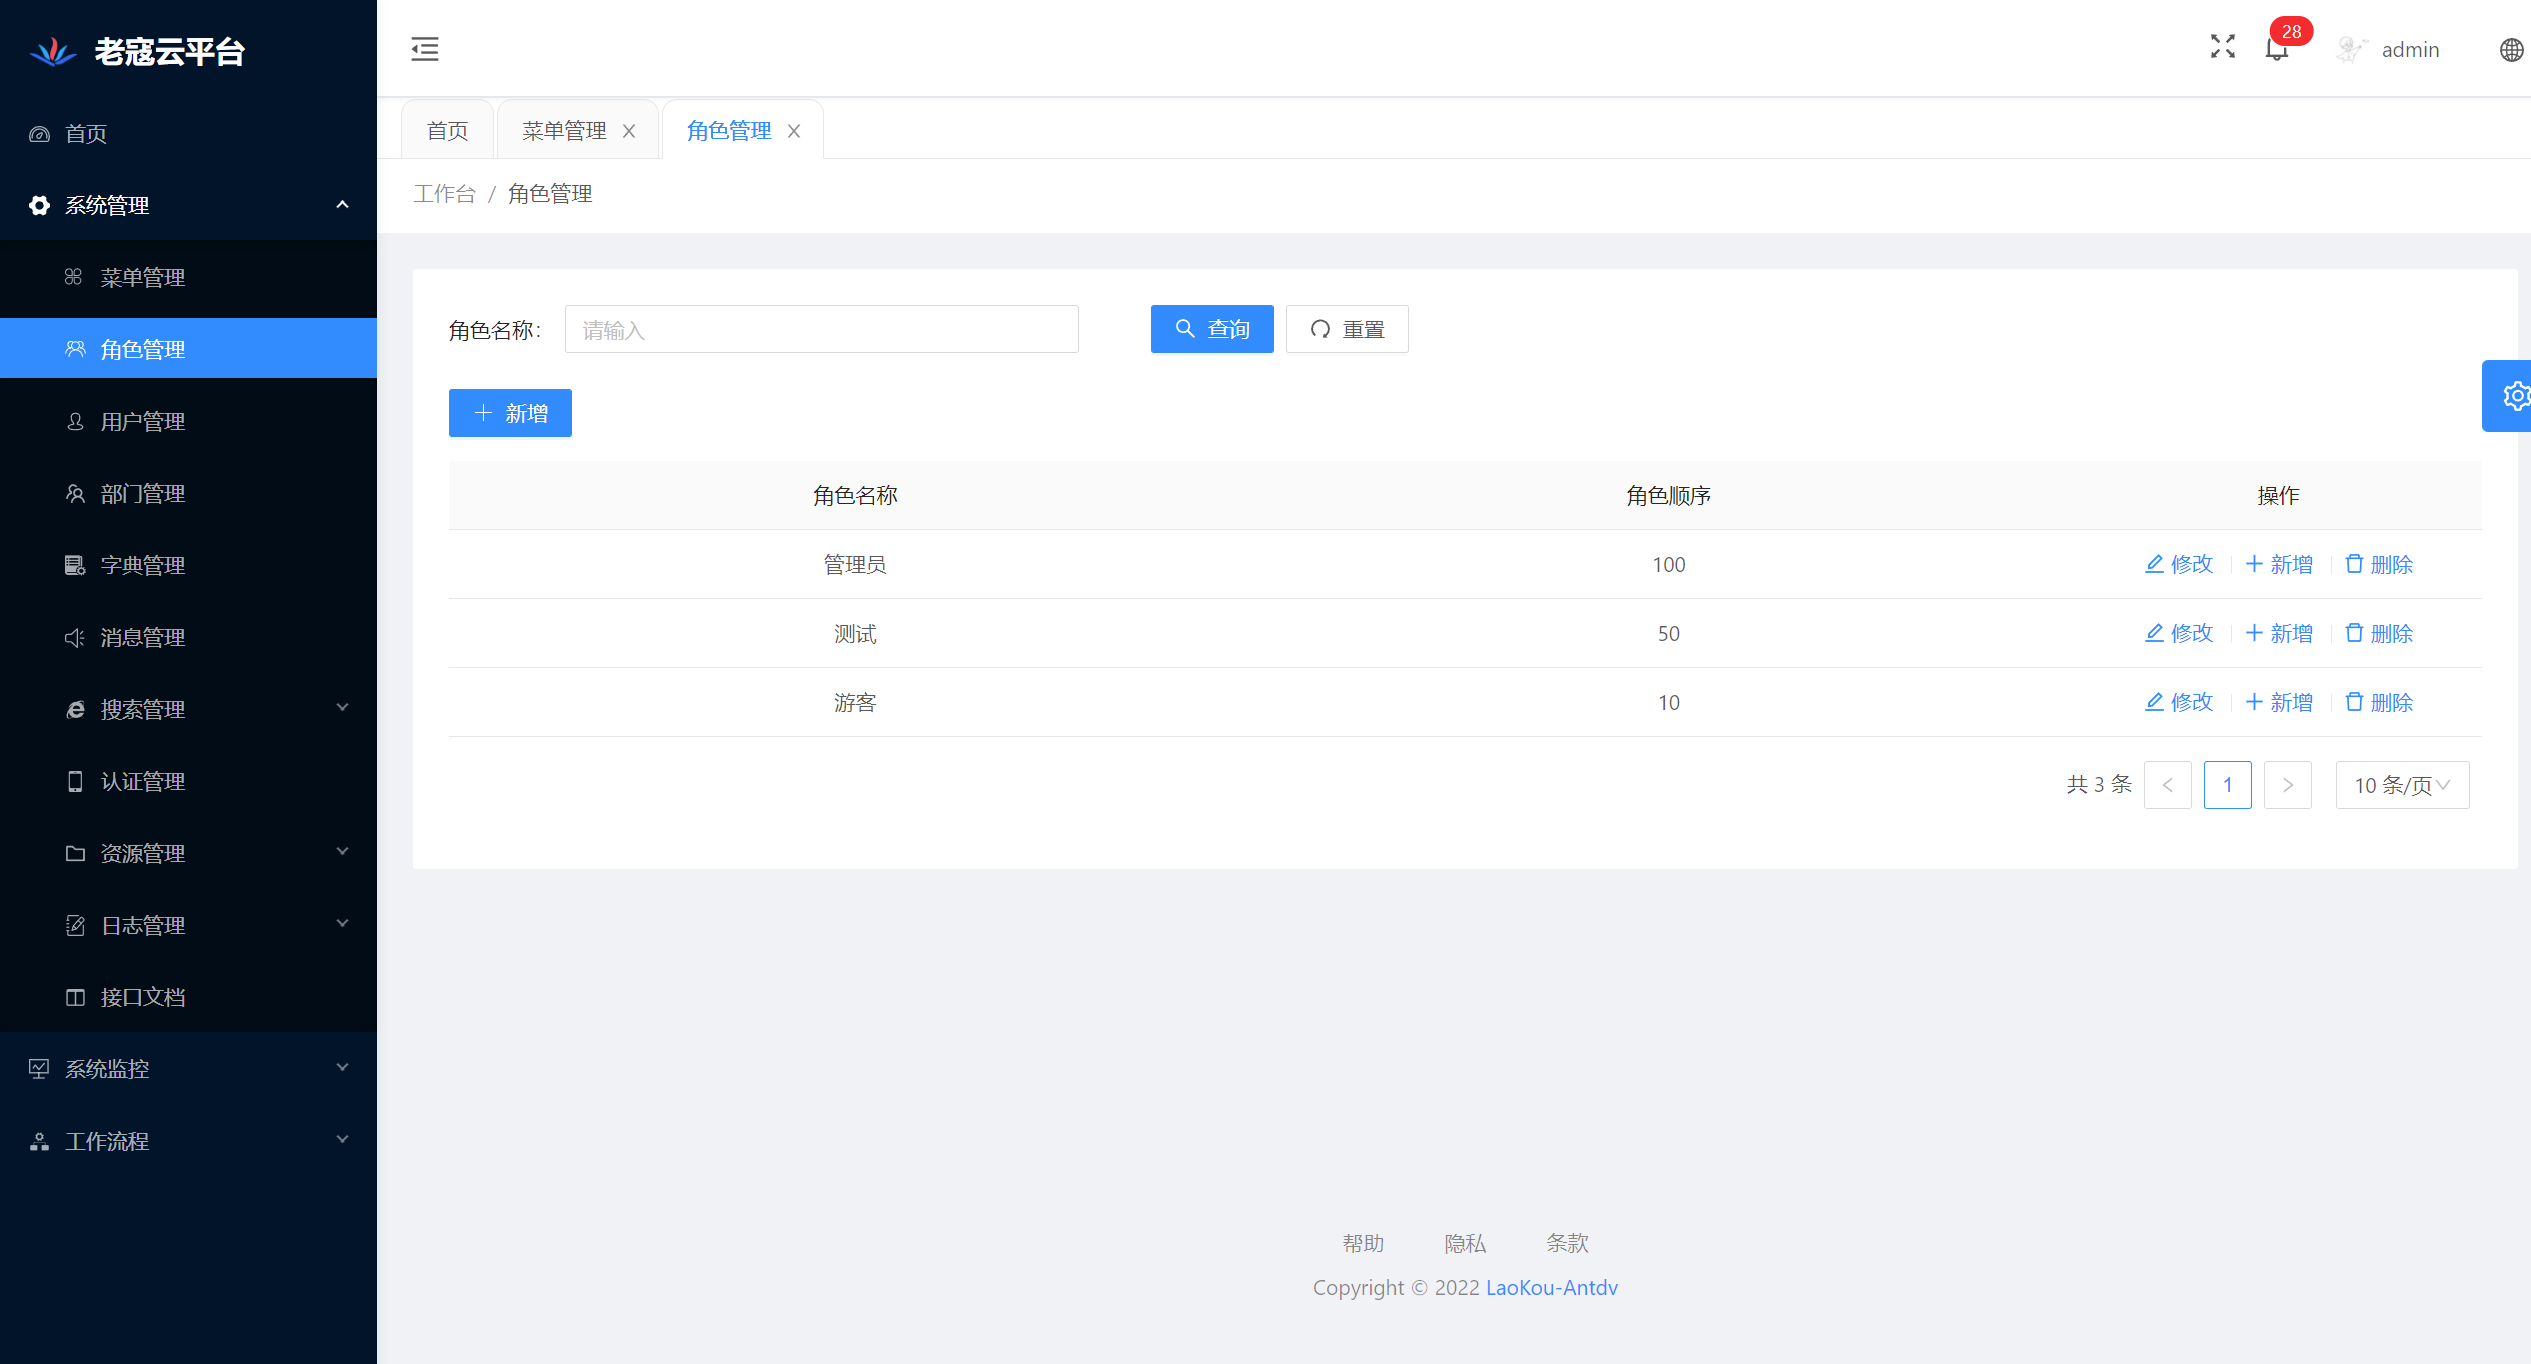 老寇云平台
首页
系统管理
菜单管理
角色管理
用户管理
部门管理
字典管理
消息管理
搜索管理
认证管理
资源管理
日志管理
接口文档
系统监控
工作流程
28
admin
首页 菜单管理 角色管理
工作台 / 角色管理
角色名称: 请输入 查询 重置
新增
角色名称 角色顺序 操作
管理员 100 修改 新增 删除
测试 50 修改 新增 删除
游客 10 修改 新增 删除
共 3 条 1 10 条/页
帮助 隐私 条款
Copyright © 2022 LaoKou-Antdv